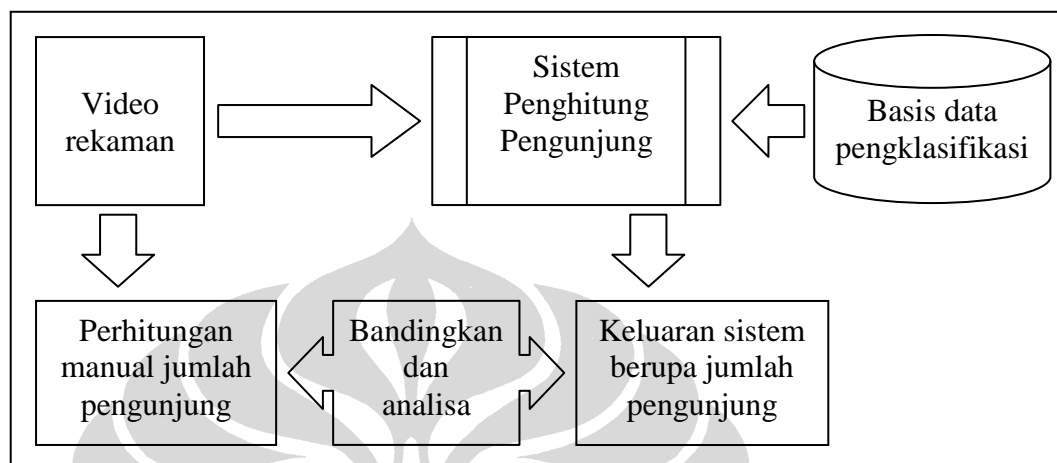 Video
rekaman
Sistem
Penghitung
Pengunjung
Basis data
pengklasifikasi
Perhitungan
manual jumlah
pengunjung
Bandingkan
dan
analisa
Keluaran sistem
berupa jumlah
pengunjung